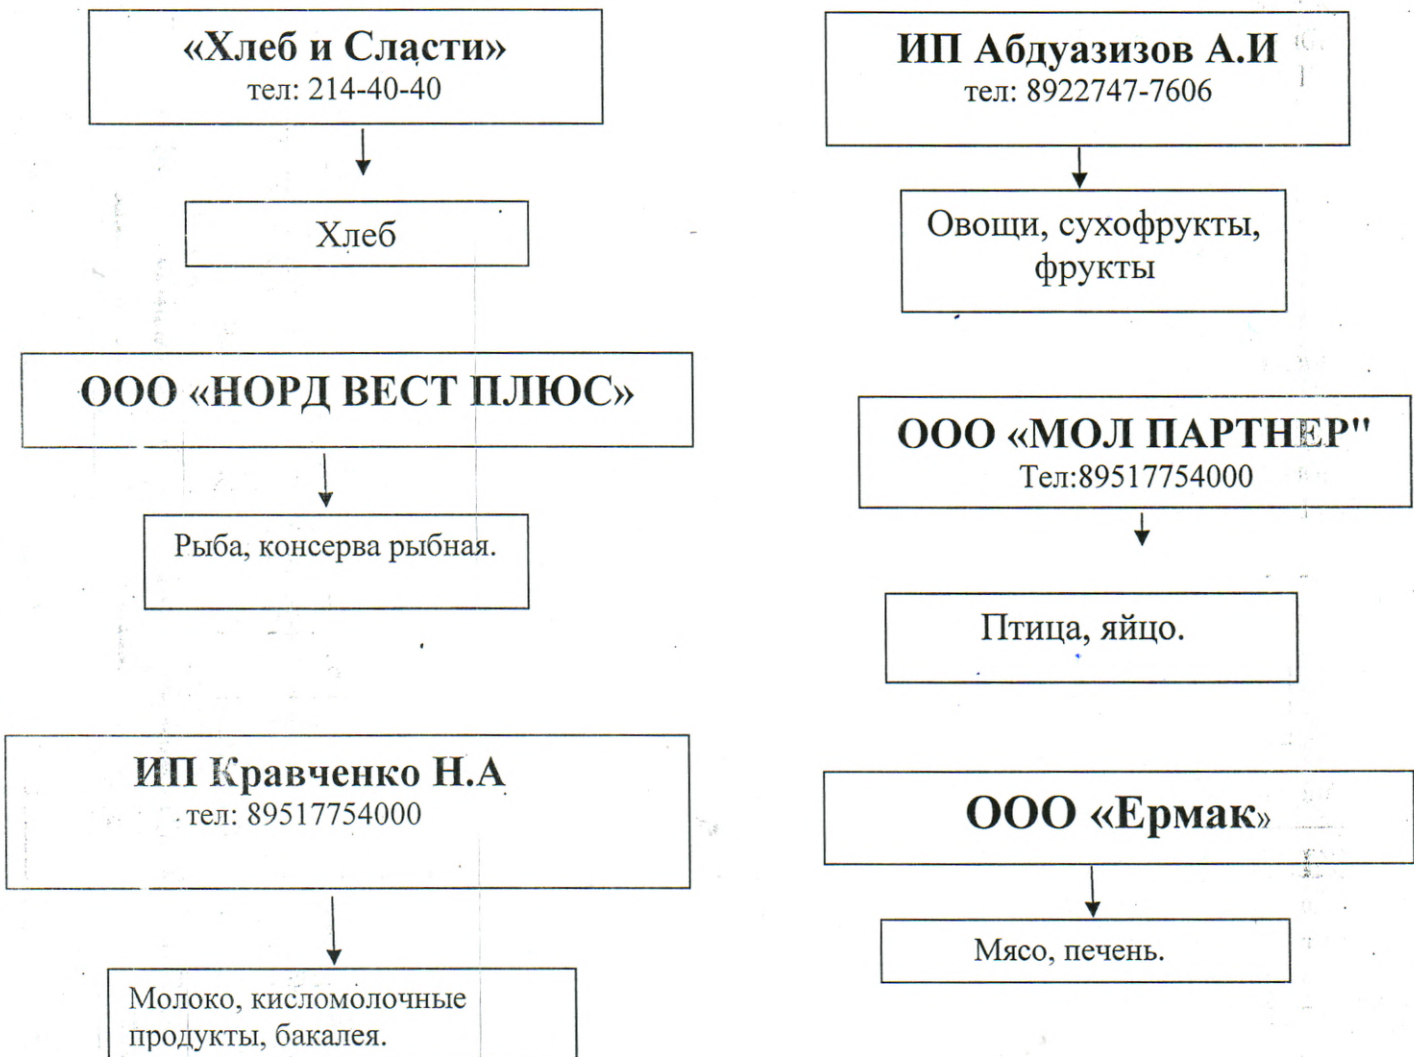 «Хлеб и Сласти»
тел: 214-40-40
Хлеб
ООО «НОРД ВЕСТ ПЛЮС»
Рыба, консерва рыбная.
ИП Кравченко Н.А
тел: 89517754000
Молоко, кисломолочные
продукты, бакалея.
ИП Абдуазизов А.И
тел: 8922747-7606
Овощи, сухофрукты,
фрукты
ООО «МОЛ ПАРТНЕР"
Тел:89517754000
Птица, яйцо.
ООО «Ермак»
Мясо, печень.